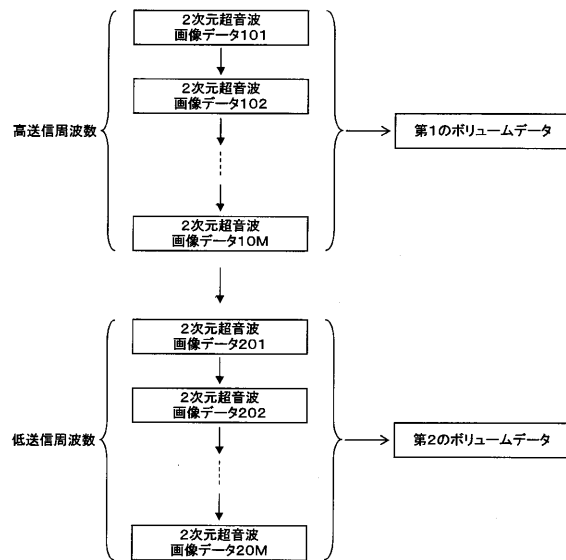 2次元超音波
画像データ101
2次元超音波
画像データ102
高送信周波数
第1のボリュームデータ
2次元超音波
画像データ10M
2次元超音波
画像データ201
2次元超音波
画像データ202
低送信周波数
第2のボリュームデータ
2次元超音波
画像データ20M